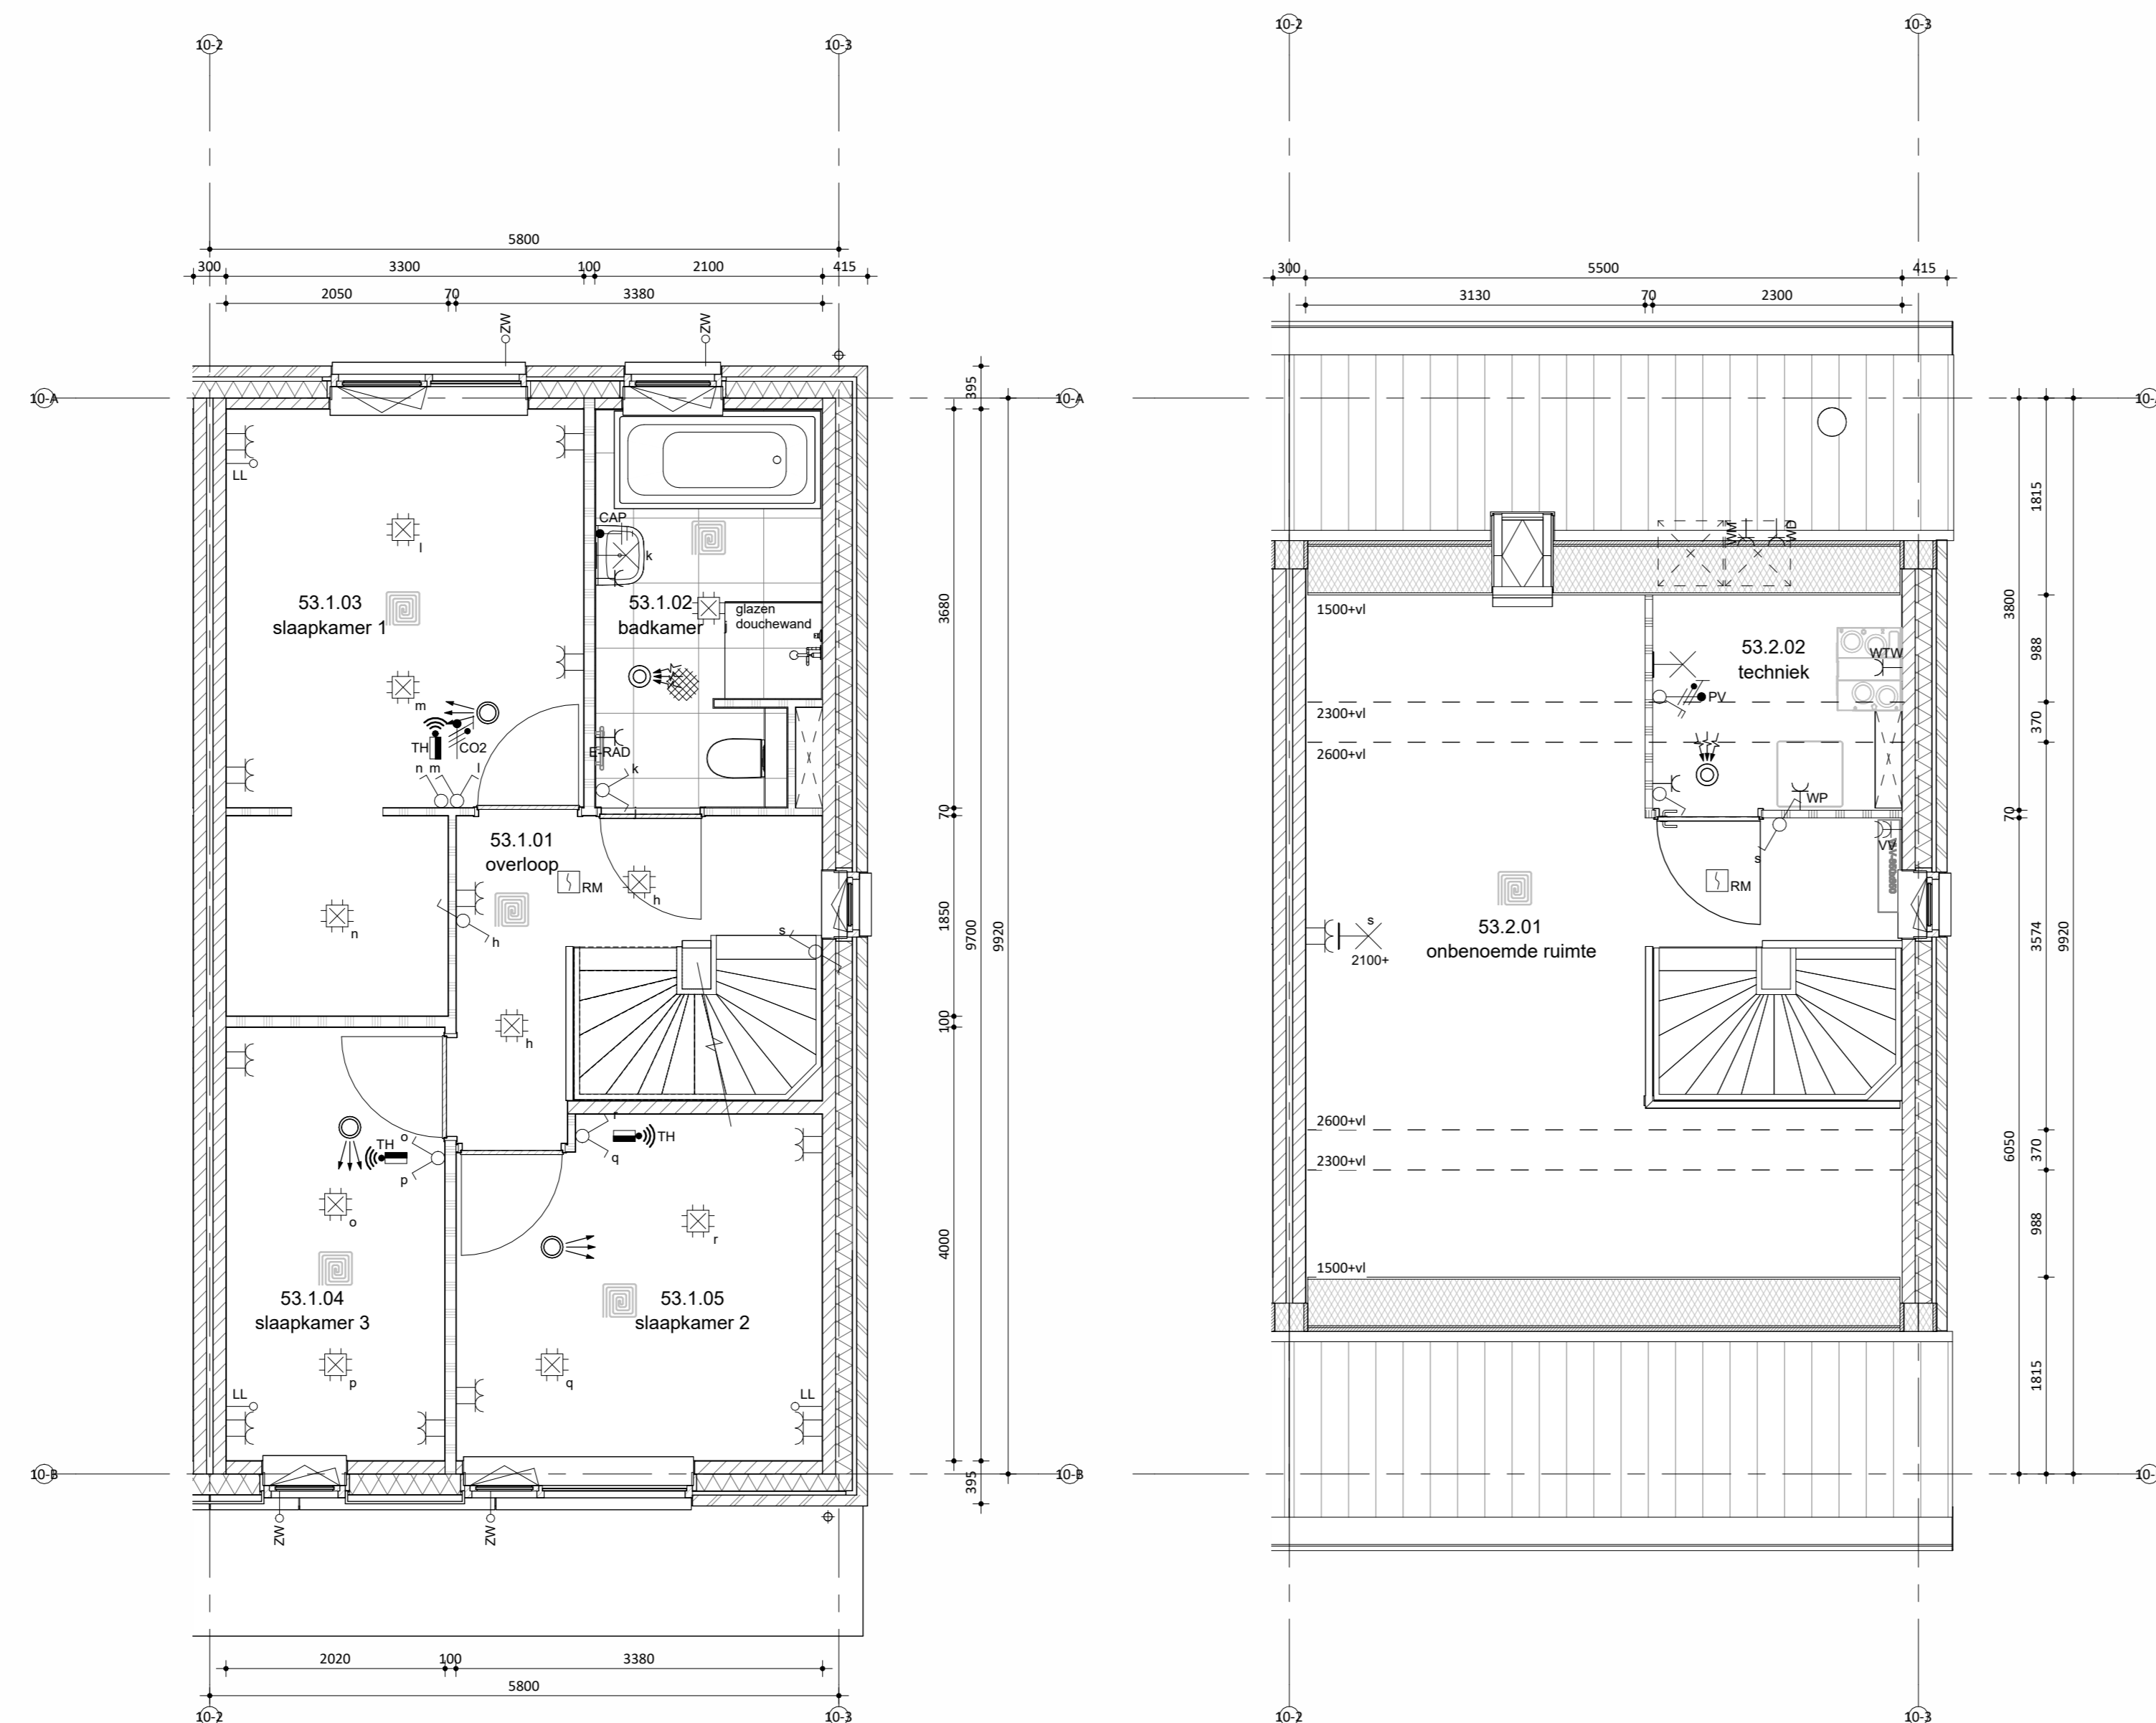 10-2
10-3
10-2
10-3
5800
300
3300
100
2100
415
2050
70
3380
ZW
ZW
300
5500
415
3130
70
2300
10-A
10-A
395
LL
CAP
k
l
53.1.03
slaapkamer 1
53.1.02
badkamer
glazen
douchewand
m
TH
CO2
n
m
l
E-RAD
k
j
j
53.1.01
overloop
RM
h
n
h
s
h
3680
70
1850
9700
9920
100
4000
395
r
TH
q
o
TH
p
o
r
53.1.04
slaapkamer 3
53.1.05
slaapkamer 2
p
q
LL
LL
10-B
10-B
ZW
ZW
2020
100
3380
5800
10-2
10-3
WM
WD
1500+vl
53.2.02
techniek
WTW
PV
2300+vl
2600+vl
WP
s
VV
RM
53.2.01
onbenoemde ruimte
s
2100+
2600+vl
2300+vl
1500+vl
1815
3800
988
370
70
3574
9920
6050
370
988
1815
10-2
10-3